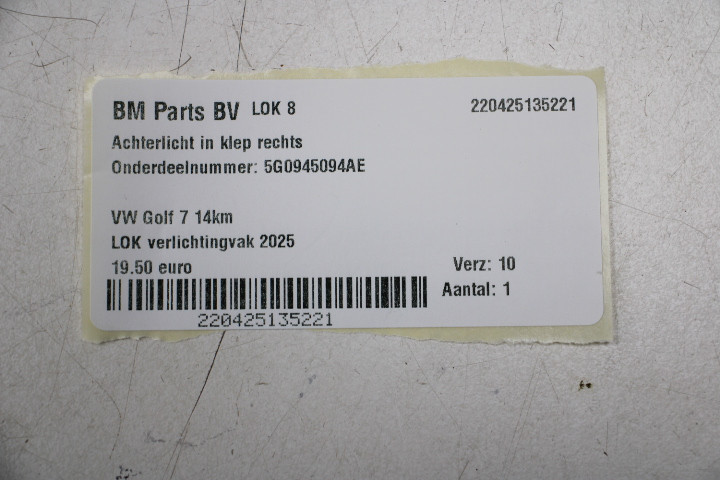 BM Parts BV LOK 8 220425135221
Achterlicht in klep rechts
Onderdeelnummer: 5G0945094AE
VW Golf 7 14km
LOK verlichtingvak 2025
19.50 euro Verz: 10
Aantal: 1
220425135221